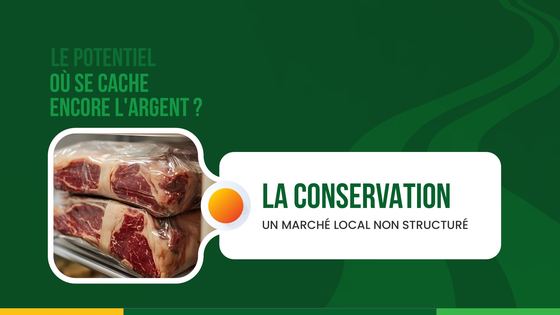 LE POTENTIEL
OÙ SE CACHE
ENCORE L'ARGENT ?
LA CONSERVATION
UN MARCHÉ LOCAL NON STRUCTURÉ